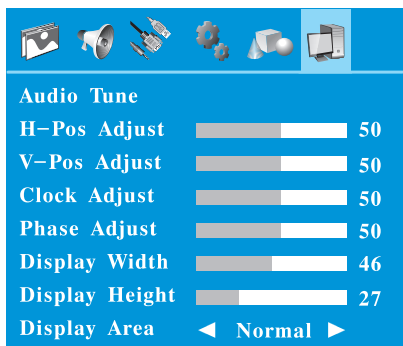 Audio Tune
H-Pos Adjust 50
V-Pos Adjust 50
Clock Adjust 50
Phase Adjust 50
Display Width 46
Display Height 27
Display Area ◀ Normal ▶